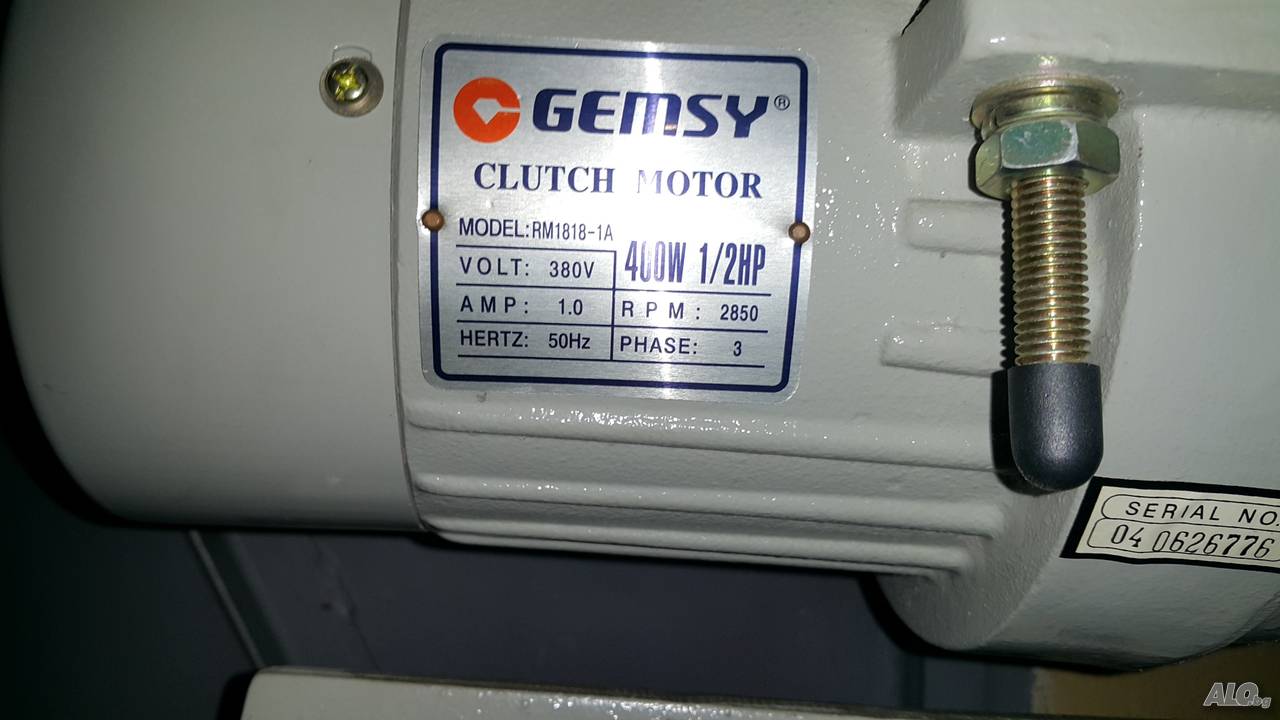 GEMSY®
CLUTCH MOTOR
MODEL: RM1818-1A
400W 1/2HP
VOLT: 380V
AMP: 1.0
RPM: 2850
HERTZ: 50Hz
PHASE: 3
SERIAL NO.
04 0626776
ALO.bg